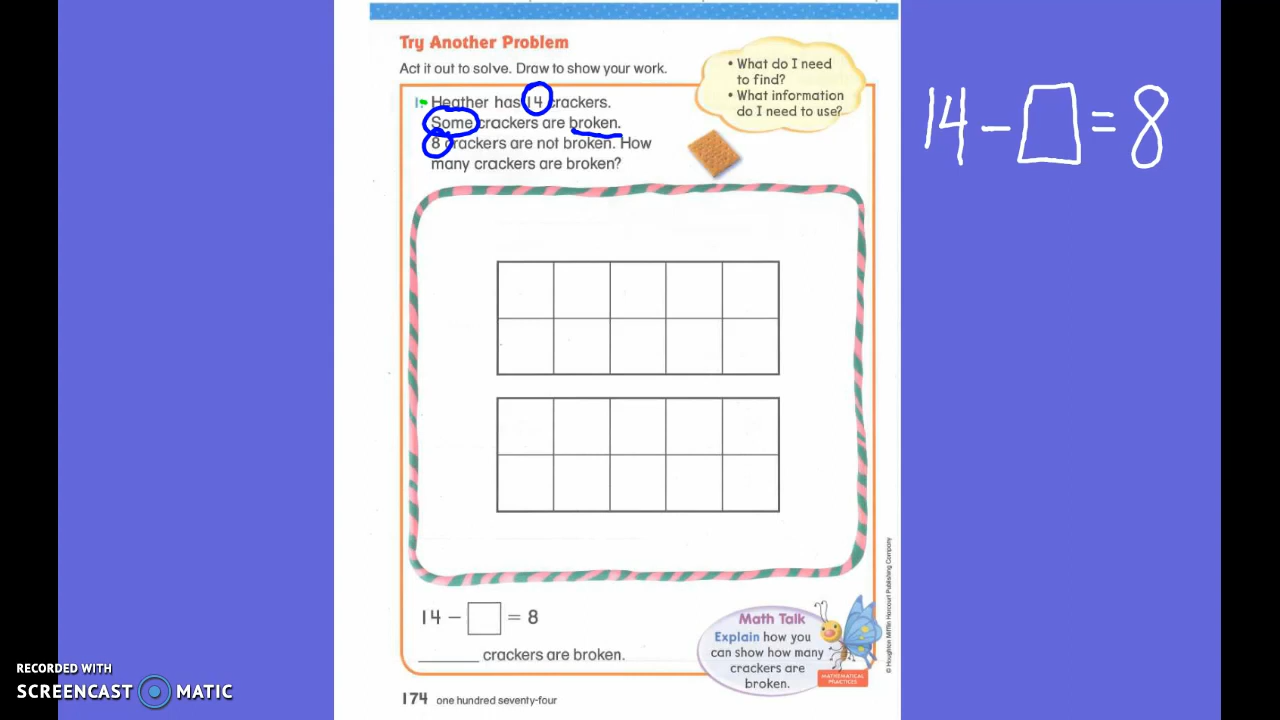 Try Another Problem
Act it out to solve. Draw to show your work.
• What do I need
to find?
• What information
do I need to use?
1. Heather has 14 crackers.
Some crackers are broken.
8 crackers are not broken. How
many crackers are broken?
14 − □ = 8
14 − □ = 8
______ crackers are broken.
Math Talk
Explain how you
can show how many
crackers are
broken.
MATHEMATICAL
PRACTICES
© Houghton Mifflin Harcourt Publishing Company
174 one hundred seventy-four
RECORDED WITH
SCREENCAST MATIC